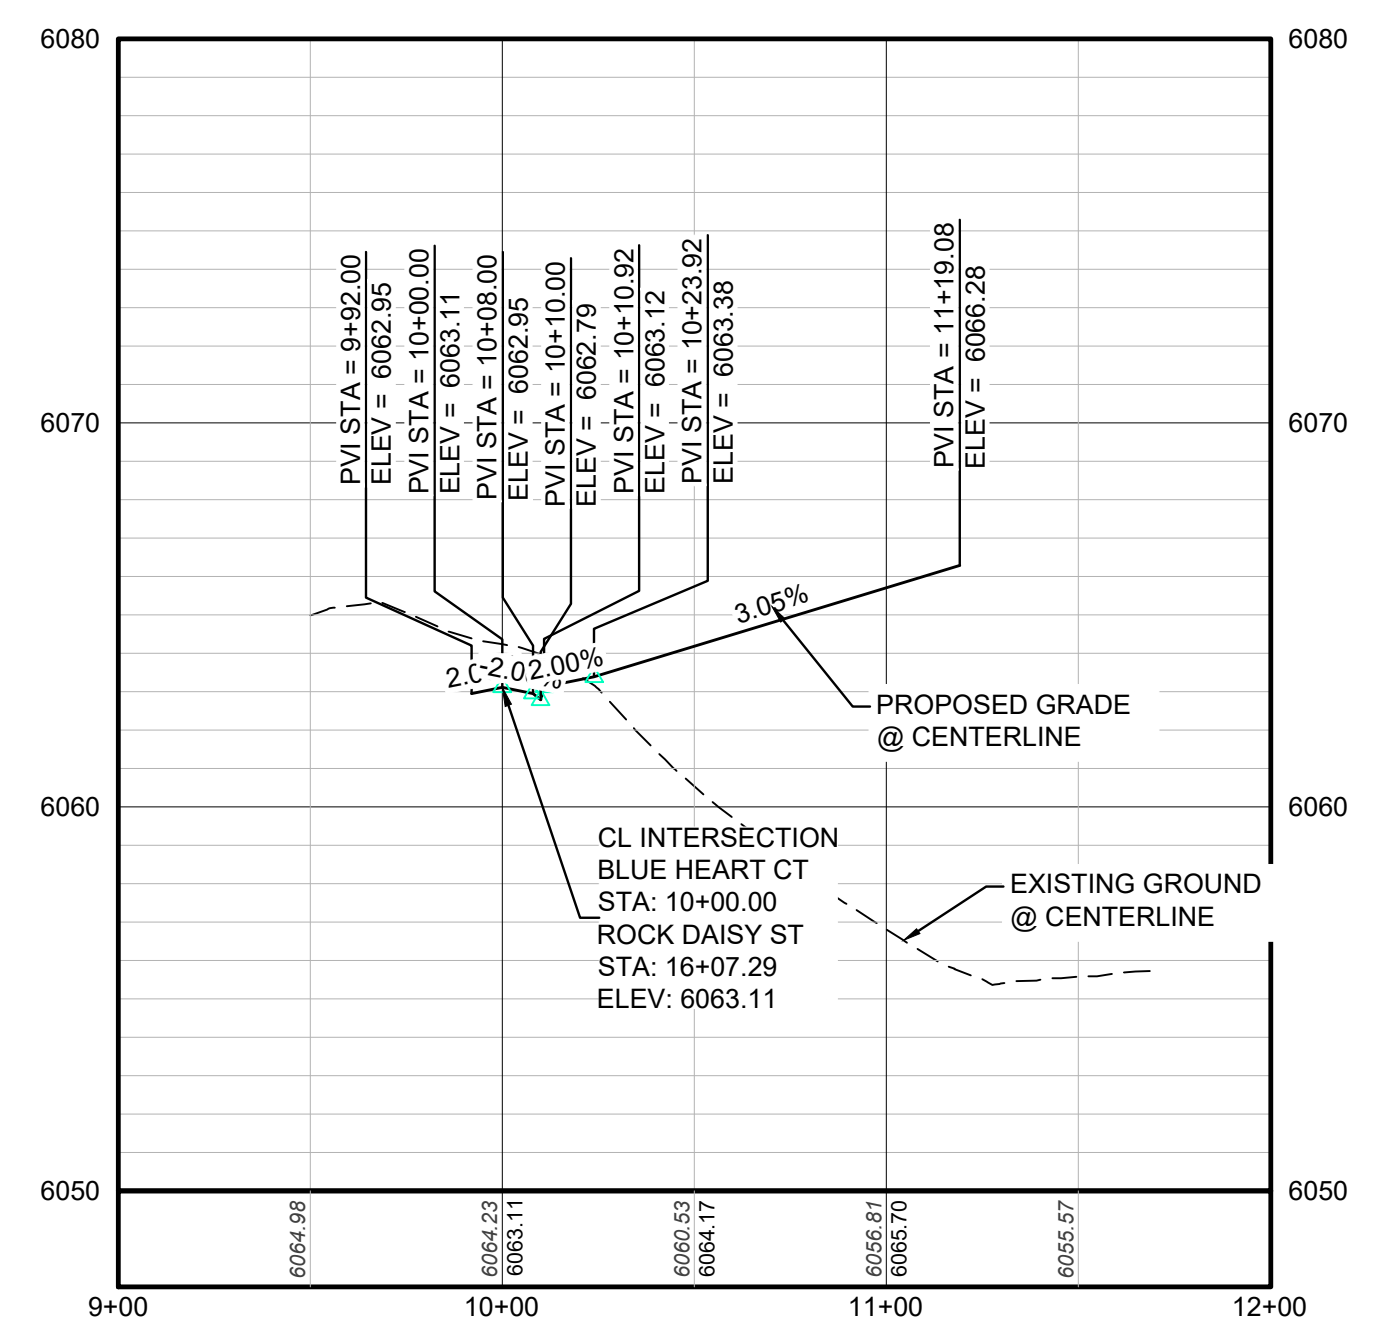 6080
6080
PVI STA = 9+92.00
ELEV = 6062.95
PVI STA = 10+00.00
ELEV = 6063.11
PVI STA = 10+08.00
ELEV = 6062.95
PVI STA = 10+10.00
ELEV = 6062.79
PVI STA = 10+10.92
ELEV = 6063.12
PVI STA = 10+23.92
ELEV = 6063.38
PVI STA = 11+19.08
ELEV = 6066.28
6070
6070
3.05%
2.00%
PROPOSED GRADE
@ CENTERLINE
6060
6060
CL INTERSECTION
BLUE HEART CT
STA: 10+00.00
ROCK DAISY ST
STA: 16+07.29
ELEV: 6063.11
EXISTING GROUND
@ CENTERLINE
6050
6050
6064.98
6064.23
6063.11
6060.53
6064.17
6056.81
6065.70
6055.57
9+00
10+00
11+00
12+00